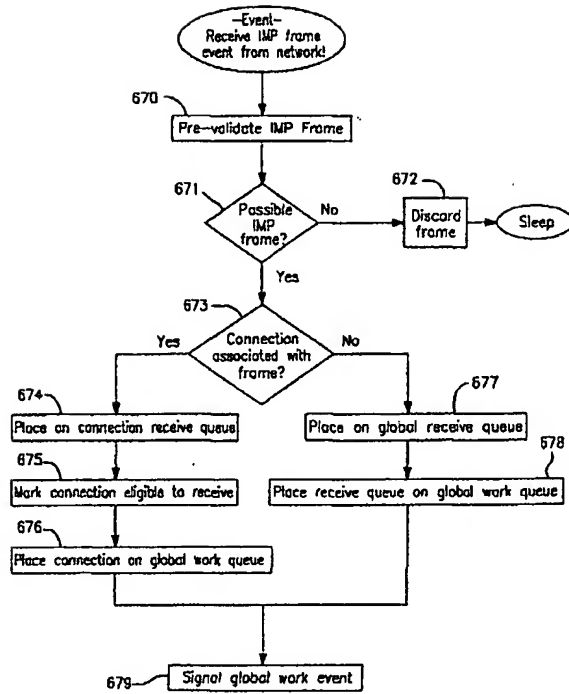 —Event—
Receive IMP frame
event from network!
670
Pre-validate IMP Frame
671
Possible
IMP
frame?
No
672
Discard
frame
Sleep
Yes
673
Connection
associated with
frame?
Yes
No
674
Place on connection receive queue
677
Place on global receive queue
675
Mark connection eligible to receive
678
Place receive queue on global work queue
676
Place connection on global work queue
679
Signal global work event